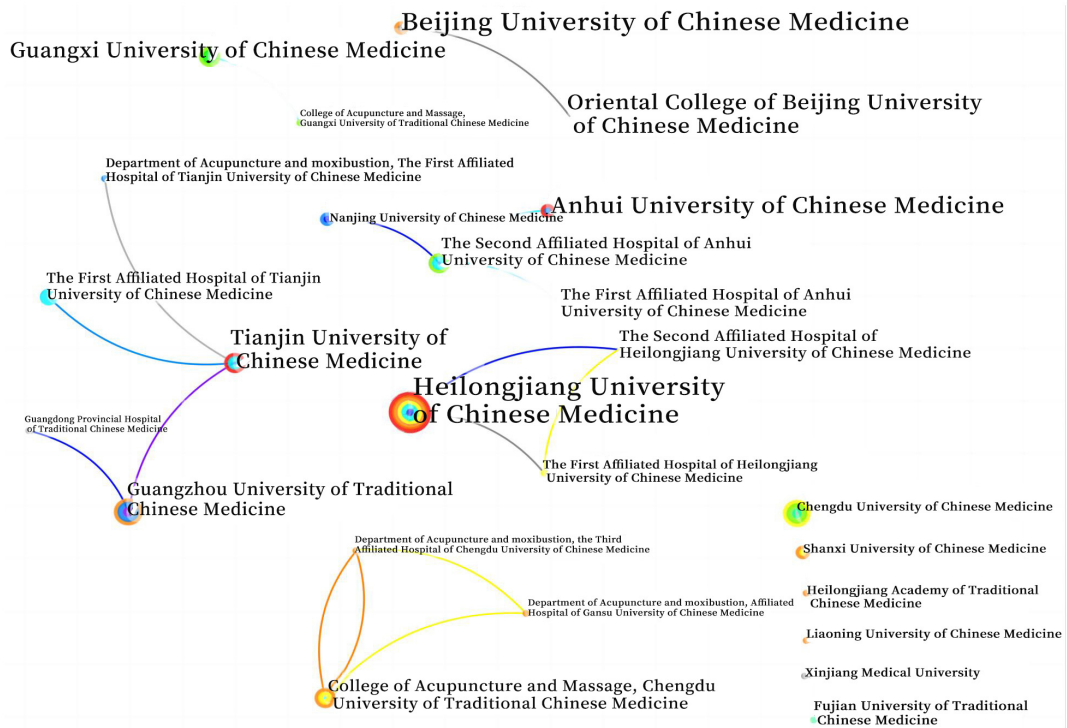 Beijing University of Chinese Medicine
Guangxi University of Chinese Medicine
Oriental College of Beijing University
of Chinese Medicine
College of Acupuncture and Massage,
Guangxi University of Traditional Chinese Medicine
Department of Acupuncture and moxibustion, The First Affiliated
Hospital of Tianjin University of Chinese Medicine
Anhui University of Chinese Medicine
Nanjing University of Chinese Medicine
The Second Affiliated Hospital of Anhui
University of Chinese Medicine
The First Affiliated Hospital of Tianjin
University of Chinese Medicine
The First Affiliated Hospital of Anhui
University of Chinese Medicine
Tianjin University of
Chinese Medicine
The Second Affiliated Hospital of
Heilongjiang University of Chinese Medicine
Heilongjiang University
of Chinese Medicine
Guangdong Provincial Hospital
of Traditional Chinese Medicine
The First Affiliated Hospital of Heilongjiang
University of Chinese Medicine
Guangzhou University of Traditional
Chinese Medicine
Chengdu University of Chinese Medicine
Department of Acupuncture and moxibustion, the Third
Affiliated Hospital of Chengdu University of Chinese Medicine
Shanxi University of Chinese Medicine
Heilongjiang Academy of Traditional
Chinese Medicine
Department of Acupuncture and moxibustion, Affiliated
Hospital of Gansu University of Chinese Medicine
Liaoning University of Chinese Medicine
Xinjiang Medical University
College of Acupuncture and Massage, Chengdu
University of Traditional Chinese Medicine
Fujian University of Traditional
Chinese Medicine